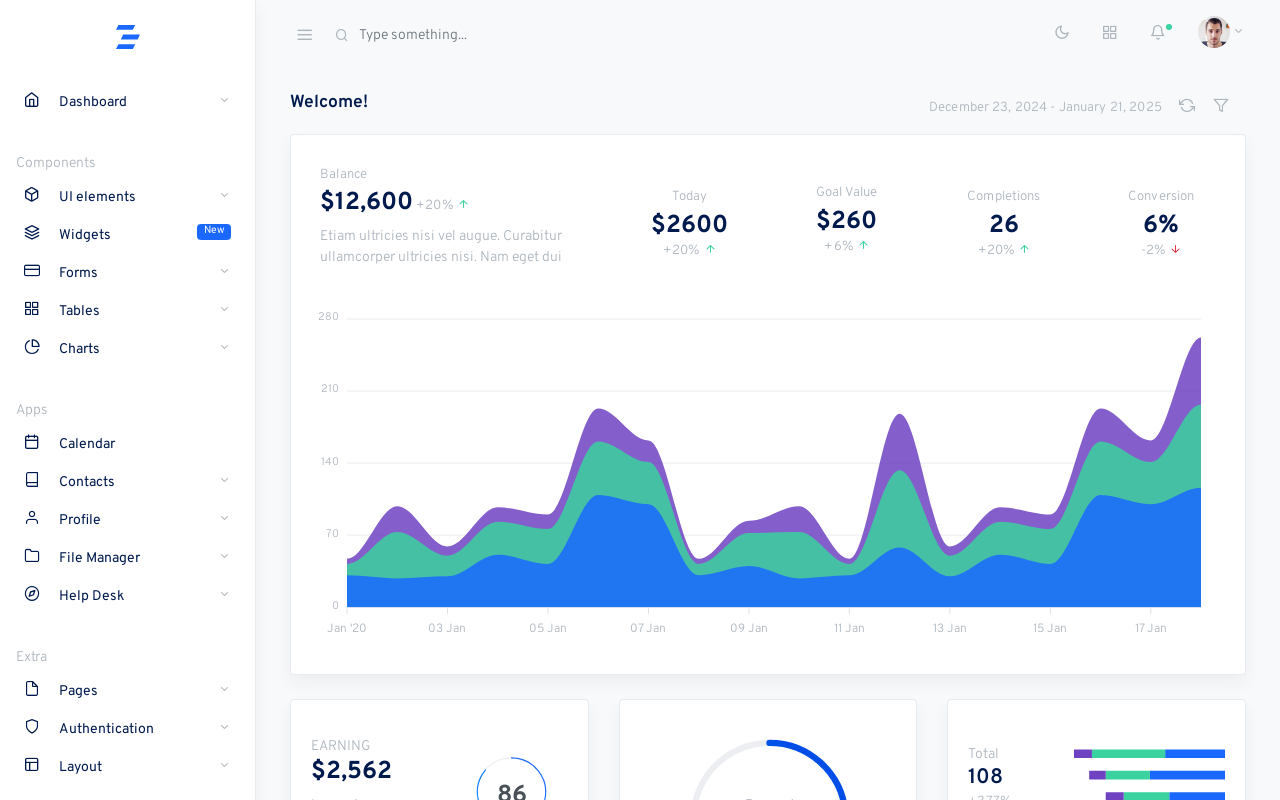 Type something...
Dashboard
Components
UI elements
Widgets
New
Forms
Tables
Charts
Apps
Calendar
Contacts
Profile
File Manager
Help Desk
Extra
Pages
Authentication
Layout
Welcome!
December 23, 2024 - January 21, 2025
Balance
$12,600 +20%
Etiam ultricies nisi vel augue. Curabitur
ullamcorper ultricies nisi. Nam eget dui
Today
$2600
+20%
Goal Value
$260
+6%
Completions
26
+20%
Conversion
6%
-2%
280
210
140
70
0
Jan '20
03 Jan
05 Jan
07 Jan
09 Jan
11 Jan
13 Jan
15 Jan
17 Jan
EARNING
$2,562
86
Total
108
+277%